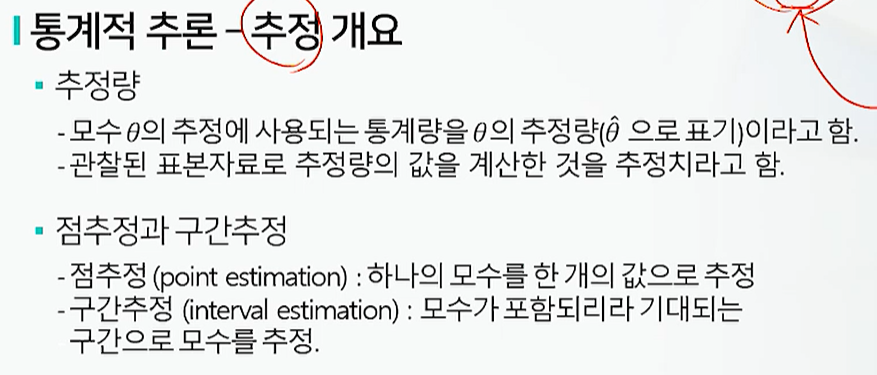 통계적 추론 - 추정 개요
▪ 추정량
- 모수 θ의 추정에 사용되는 통계량을 θ의 추정량(θ̂ 으로 표기)이라고 함.
- 관찰된 표본자료로 추정량의 값을 계산한 것을 추정치라고 함.
▪ 점추정과 구간추정
- 점추정 (point estimation) : 하나의 모수를 한 개의 값으로 추정
- 구간추정 (interval estimation) : 모수가 포함되리라 기대되는
구간으로 모수를 추정.